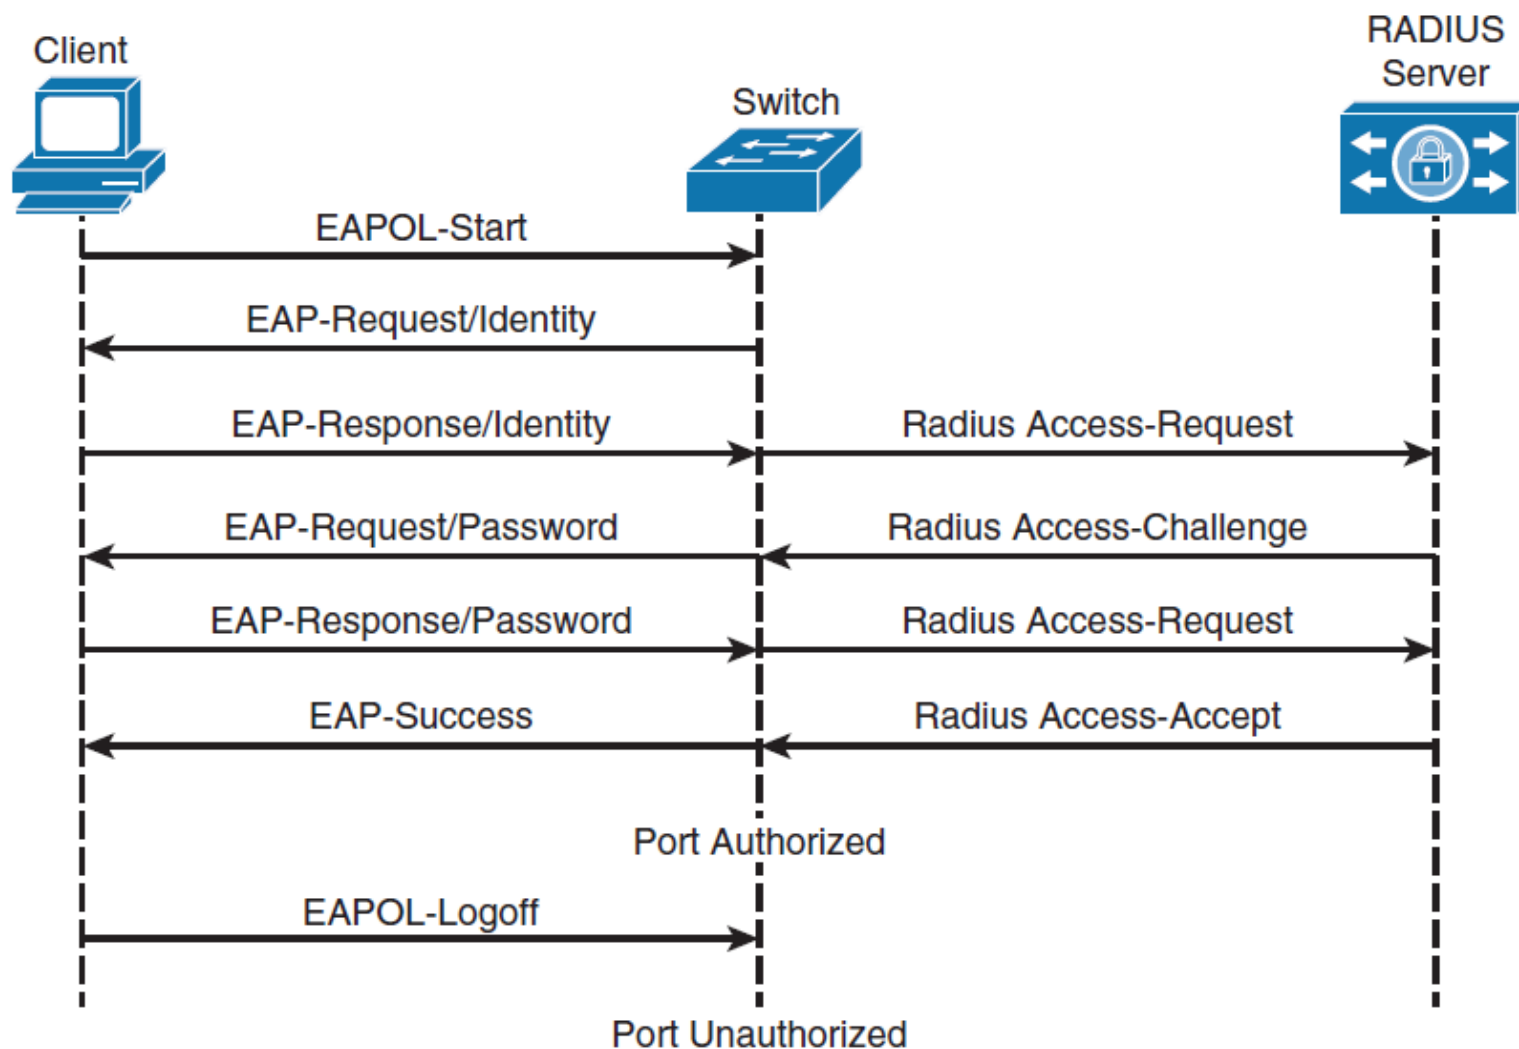 Client
Switch
RADIUS
Server
EAPOL-Start
EAP-Request/Identity
EAP-Response/Identity
Radius Access-Request
EAP-Request/Password
Radius Access-Challenge
EAP-Response/Password
Radius Access-Request
EAP-Success
Radius Access-Accept
Port Authorized
EAPOL-Logoff
Port Unauthorized